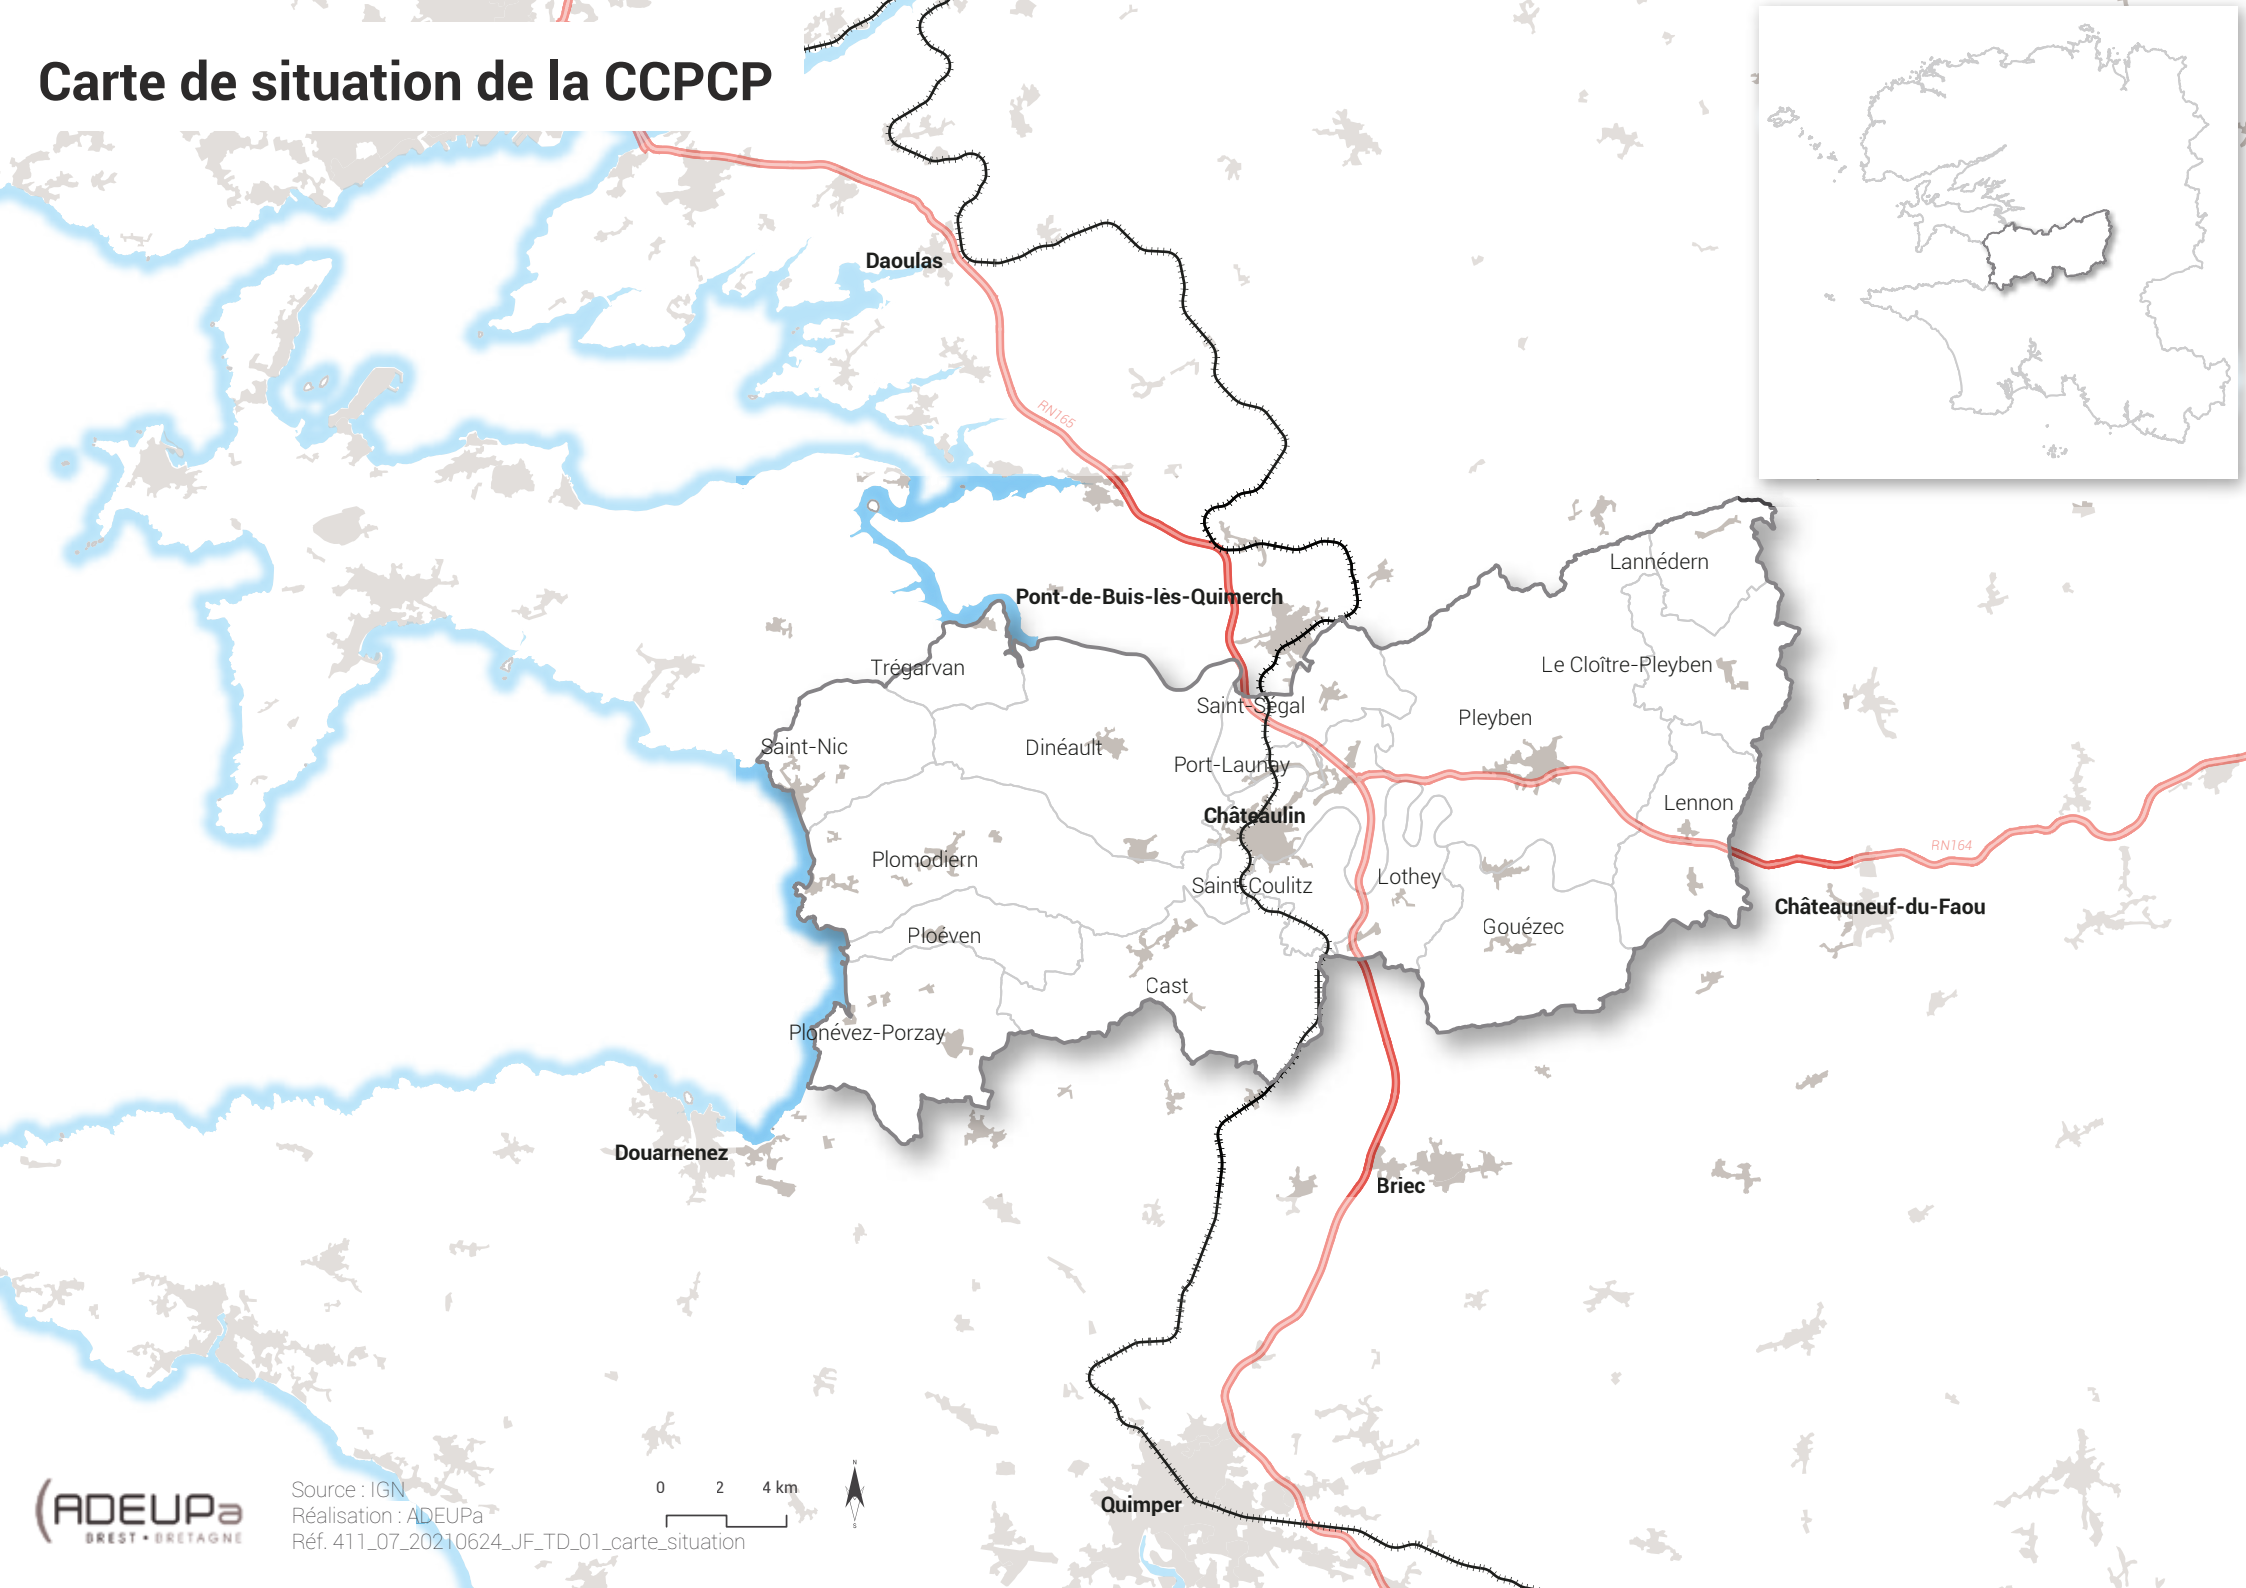 Carte de situation de la CCPCP
Daoulas
RN165
Lannédern
Pont-de-Buis-lès-Quimerch
Trégarvan
Le Cloître-Pleyben
Saint-Ségal
Pleyben
Saint-Nic
Dinéault
Port-Launay
Lennon
Châteaulin
RN164
Plomodiern
Saint-Coulitz
Lothey
Châteauneuf-du-Faou
Ploéven
Gouézec
Cast
Plonévez-Porzay
Douarnenez
Briec
Quimper
N
S
0 2 4 km
ADEUPa
BREST • BRETAGNE
Source : IGN
Réalisation : ADEUPa
Réf. 411_07_20210624_JF_TD_01_carte_situation